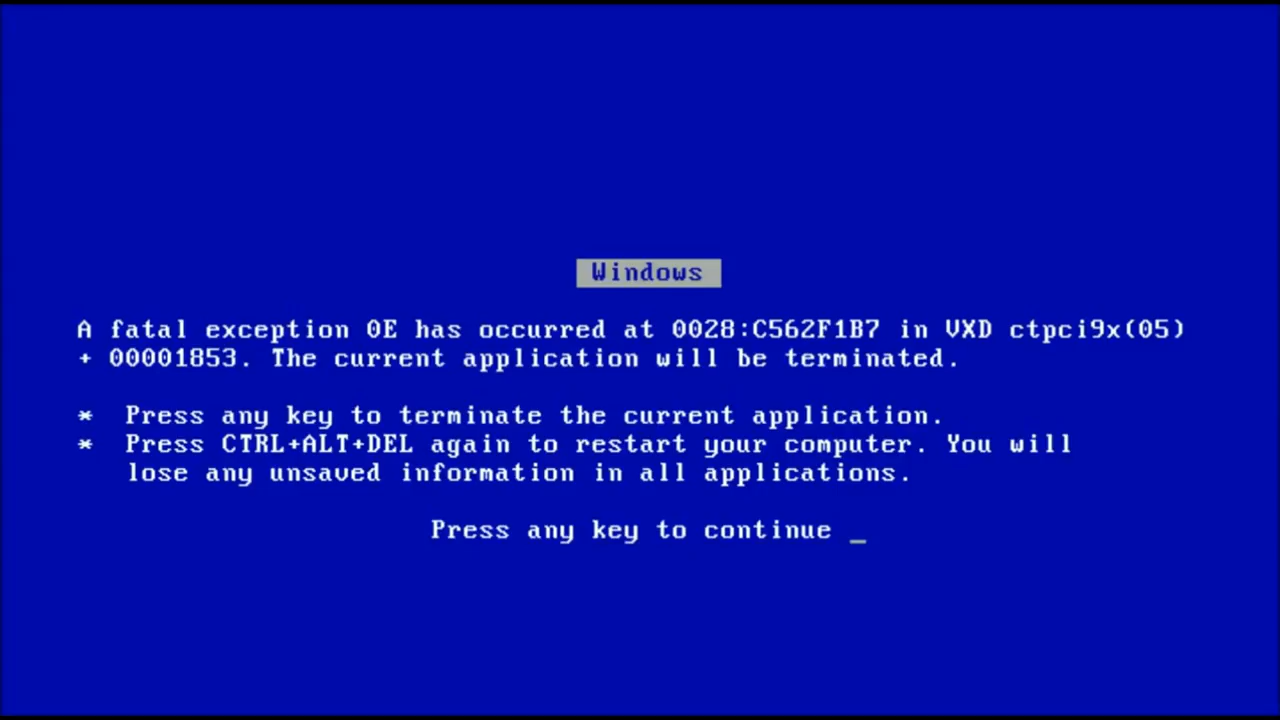 Windows
A fatal exception 0E has occurred at 0028:C562F1B7 in VXD ctpci9x(05)
+ 00001853. The current application will be terminated.
* Press any key to terminate the current application.
* Press CTRL+ALT+DEL again to restart your computer. You will
lose any unsaved information in all applications.
Press any key to continue _